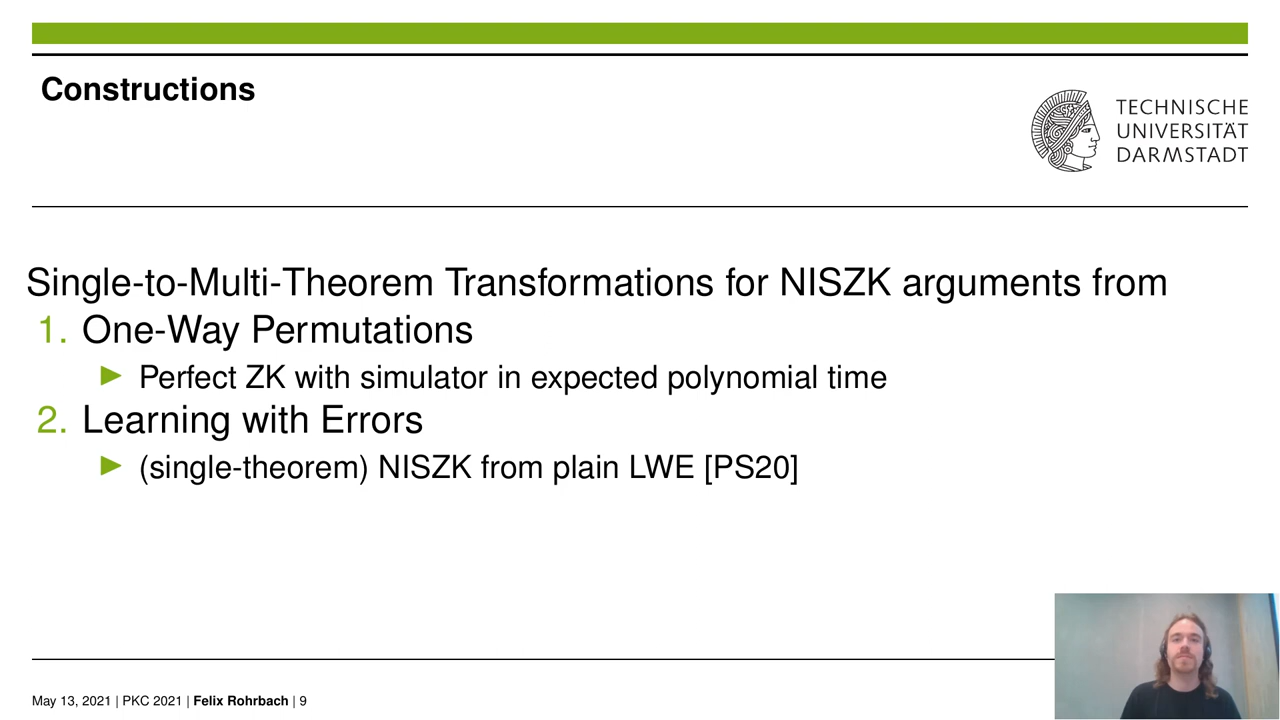 Constructions
TECHNISCHE
UNIVERSITÄT
DARMSTADT
Single-to-Multi-Theorem Transformations for NISZK arguments from
1. One-Way Permutations
▶ Perfect ZK with simulator in expected polynomial time
2. Learning with Errors
▶ (single-theorem) NISZK from plain LWE [PS20]
May 13, 2021 | PKC 2021 | Felix Rohrbach | 9